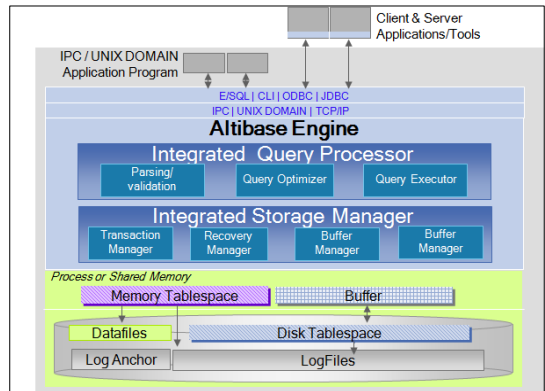 Client & Server
Applications/Tools
IPC / UNIX DOMAIN
Application Program
E/SQL | CLI | ODBC | JDBC
IPC | UNIX DOMAIN | TCP/IP
Altibase Engine
Integrated Query Processor
Parsing/
validation
Query Optimizer
Query Executor
Integrated Storage Manager
Transaction
Manager
Recovery
Manager
Buffer
Manager
Buffer
Manager
Process or Shared Memory
Memory Tablespace
Buffer
Datafiles
Disk Tablespace
Log Anchor
LogFiles